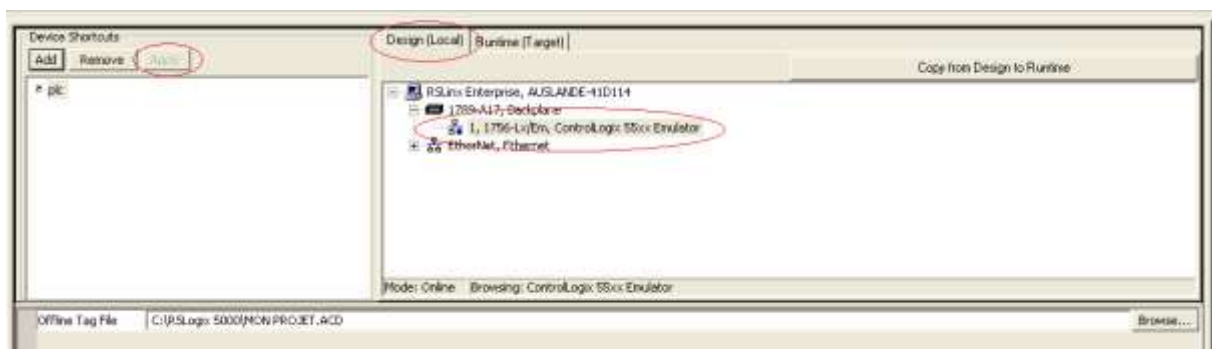 Device Shortcuts
Add Remove Apply
plc
Design (Local) Runtime (Target)
Copy from Design to Runtime
RSLinx Enterprise, AUSLANDE-41D114
1789-A17, Backplane
1, 1756-Lx/Em, ControlLogix 55xx Emulator
EtherNet, Ethernet
Mode: Online Browsing: ControlLogix 55xx Emulator
Offline Tag File C:\RSLogix 5000\MON PROJET.ACD Browse...